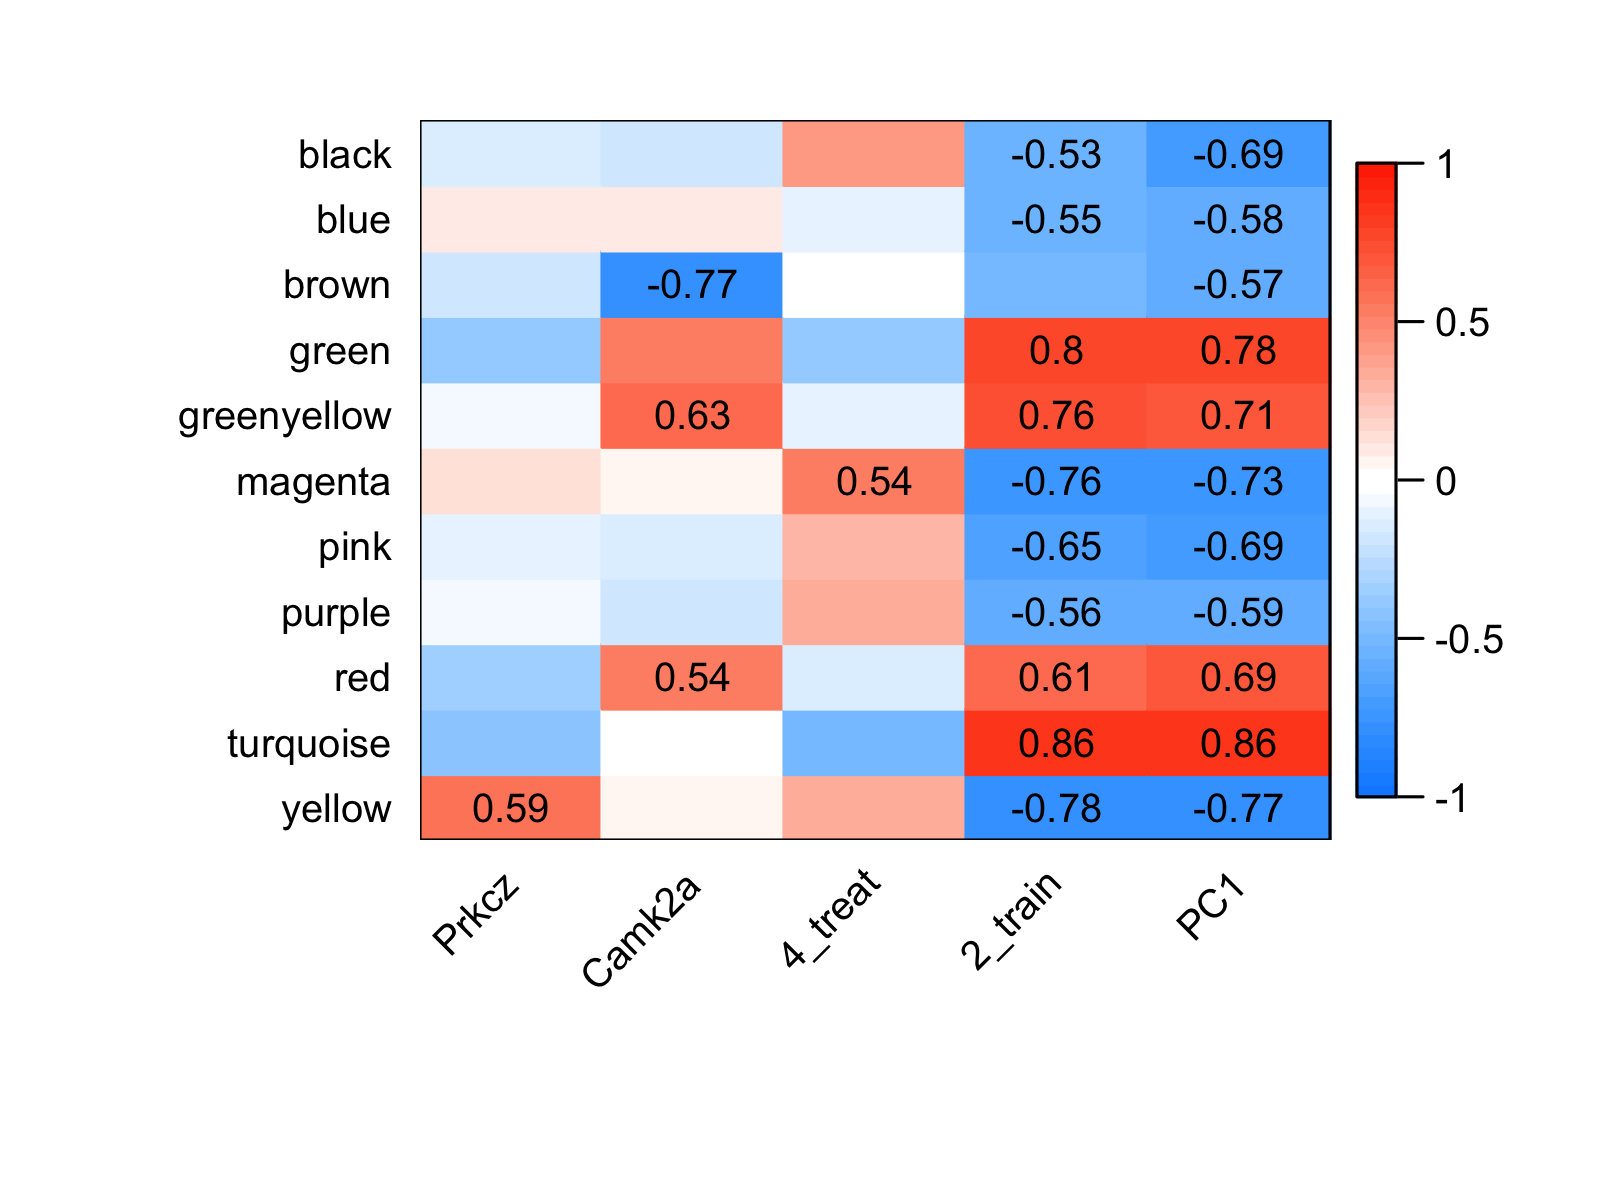 black -0.53 -0.69
blue -0.55 -0.58
brown -0.77 -0.57
green 0.8 0.78
greenyellow 0.63 0.76 0.71
magenta 0.54 -0.76 -0.73
pink -0.65 -0.69
purple -0.56 -0.59
red 0.54 0.61 0.69
turquoise 0.86 0.86
yellow 0.59 -0.78 -0.77
Prkcz Camk2a 4_treat 2_train PC1
1
0.5
0
-0.5
-1